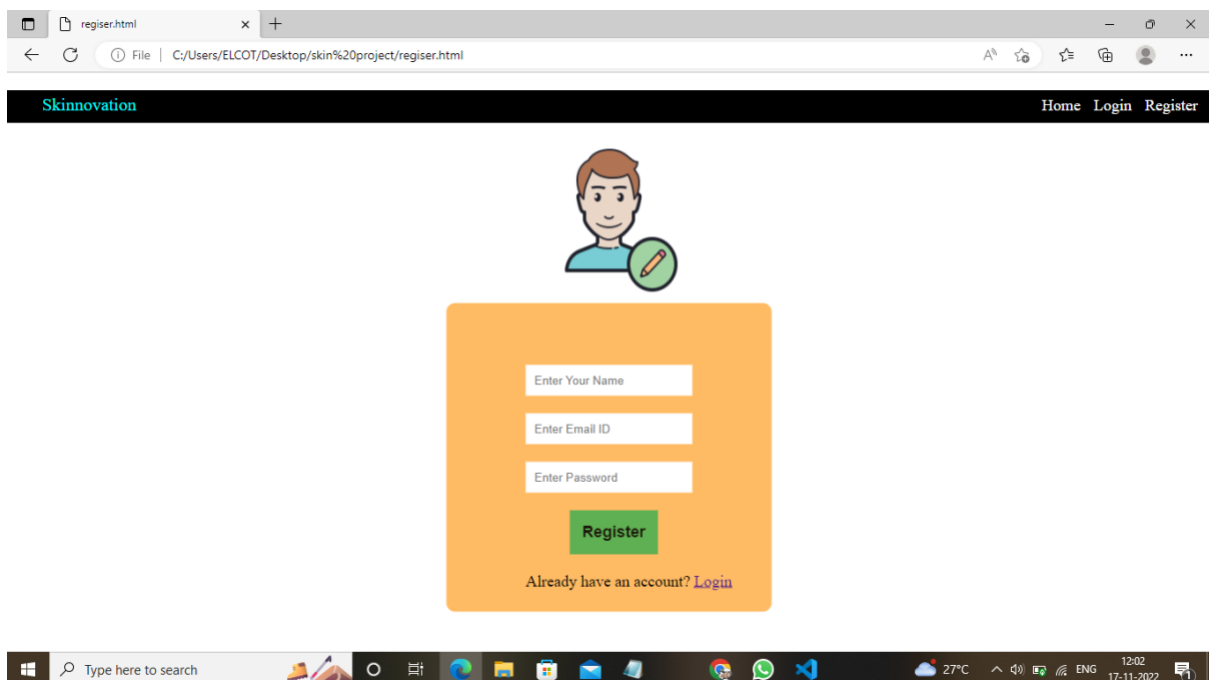 regiser.html
File | C:/Users/ELCOT/Desktop/skin%20project/regiser.html
Skinnovation Home Login Register
Enter Your Name
Enter Email ID
Enter Password
Register
Already have an account? Login
Type here to search 27°C ENG 12:02
17-11-2022